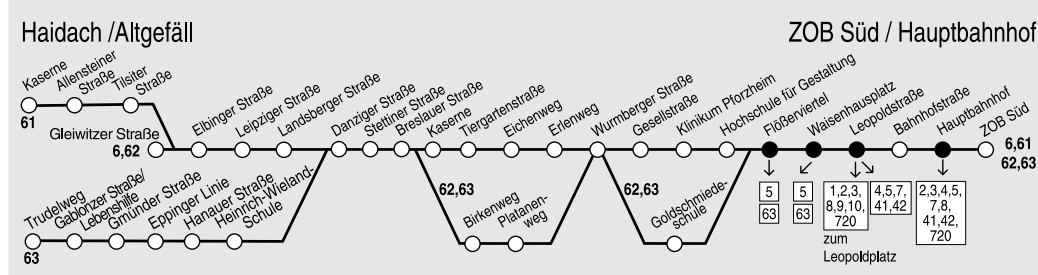 Haidach /Altgefäll
ZOB Süd / Hauptbahnhof
Kaserne
Allensteiner
Straße
Tilsiter
Straße
61
Gleiwitzer Straße
6,62
Elbinger Straße
Leipziger Straße
Landsberger Straße
Danziger Straße
Stettiner Straße
Breslauer Straße
Kaserne
Tiergartenstraße
Eichenweg
Erlenweg
Wurmberger Straße
Gesellstraße
Klinikum Pforzheim
Hochschule für Gestaltung
Flößerviertel
Waisenhausplatz
Leopoldstraße
Bahnhofstraße
Hauptbahnhof
ZOB Süd
6,61
62,63
Trudelweg
Gablonzer Straße/
Lebenshilfe
Gmünder Straße
Eppinger Linie
Hanauer Straße
Heinrich-Wieland-
Schule
63
62,63
Birkenweg
Platanen-
weg
62,63
Goldschmiede-
schule
5
63
5
63
1,2,3,
8,9,10,
720
zum
Leopoldplatz
4,5,7,
41,42
2,3,4,5,
7,8,
41,42,
720